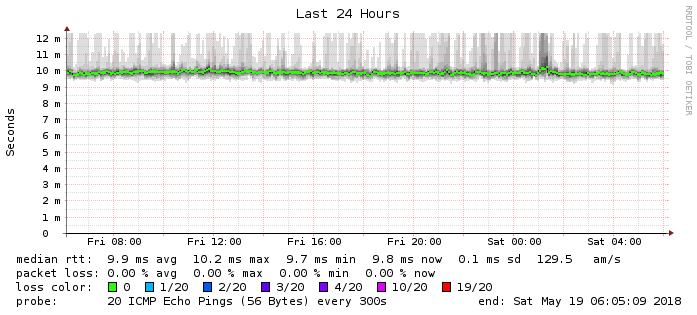 Last 24 Hours
RRDTOOL / TOBI OETIKER
Seconds
12 m
11 m
10 m
9 m
8 m
7 m
6 m
5 m
4 m
3 m
2 m
1 m
0
Fri 08:00 Fri 12:00 Fri 16:00 Fri 20:00 Sat 00:00 Sat 04:00
median rtt: 9.9 ms avg 10.2 ms max 9.7 ms min 9.8 ms now 0.1 ms sd 129.5 am/s
packet loss: 0.00 % avg 0.00 % max 0.00 % min 0.00 % now
loss color: 0 1/20 2/20 3/20 4/20 10/20 19/20
probe: 20 ICMP Echo Pings (56 Bytes) every 300s end: Sat May 19 06:05:09 2018